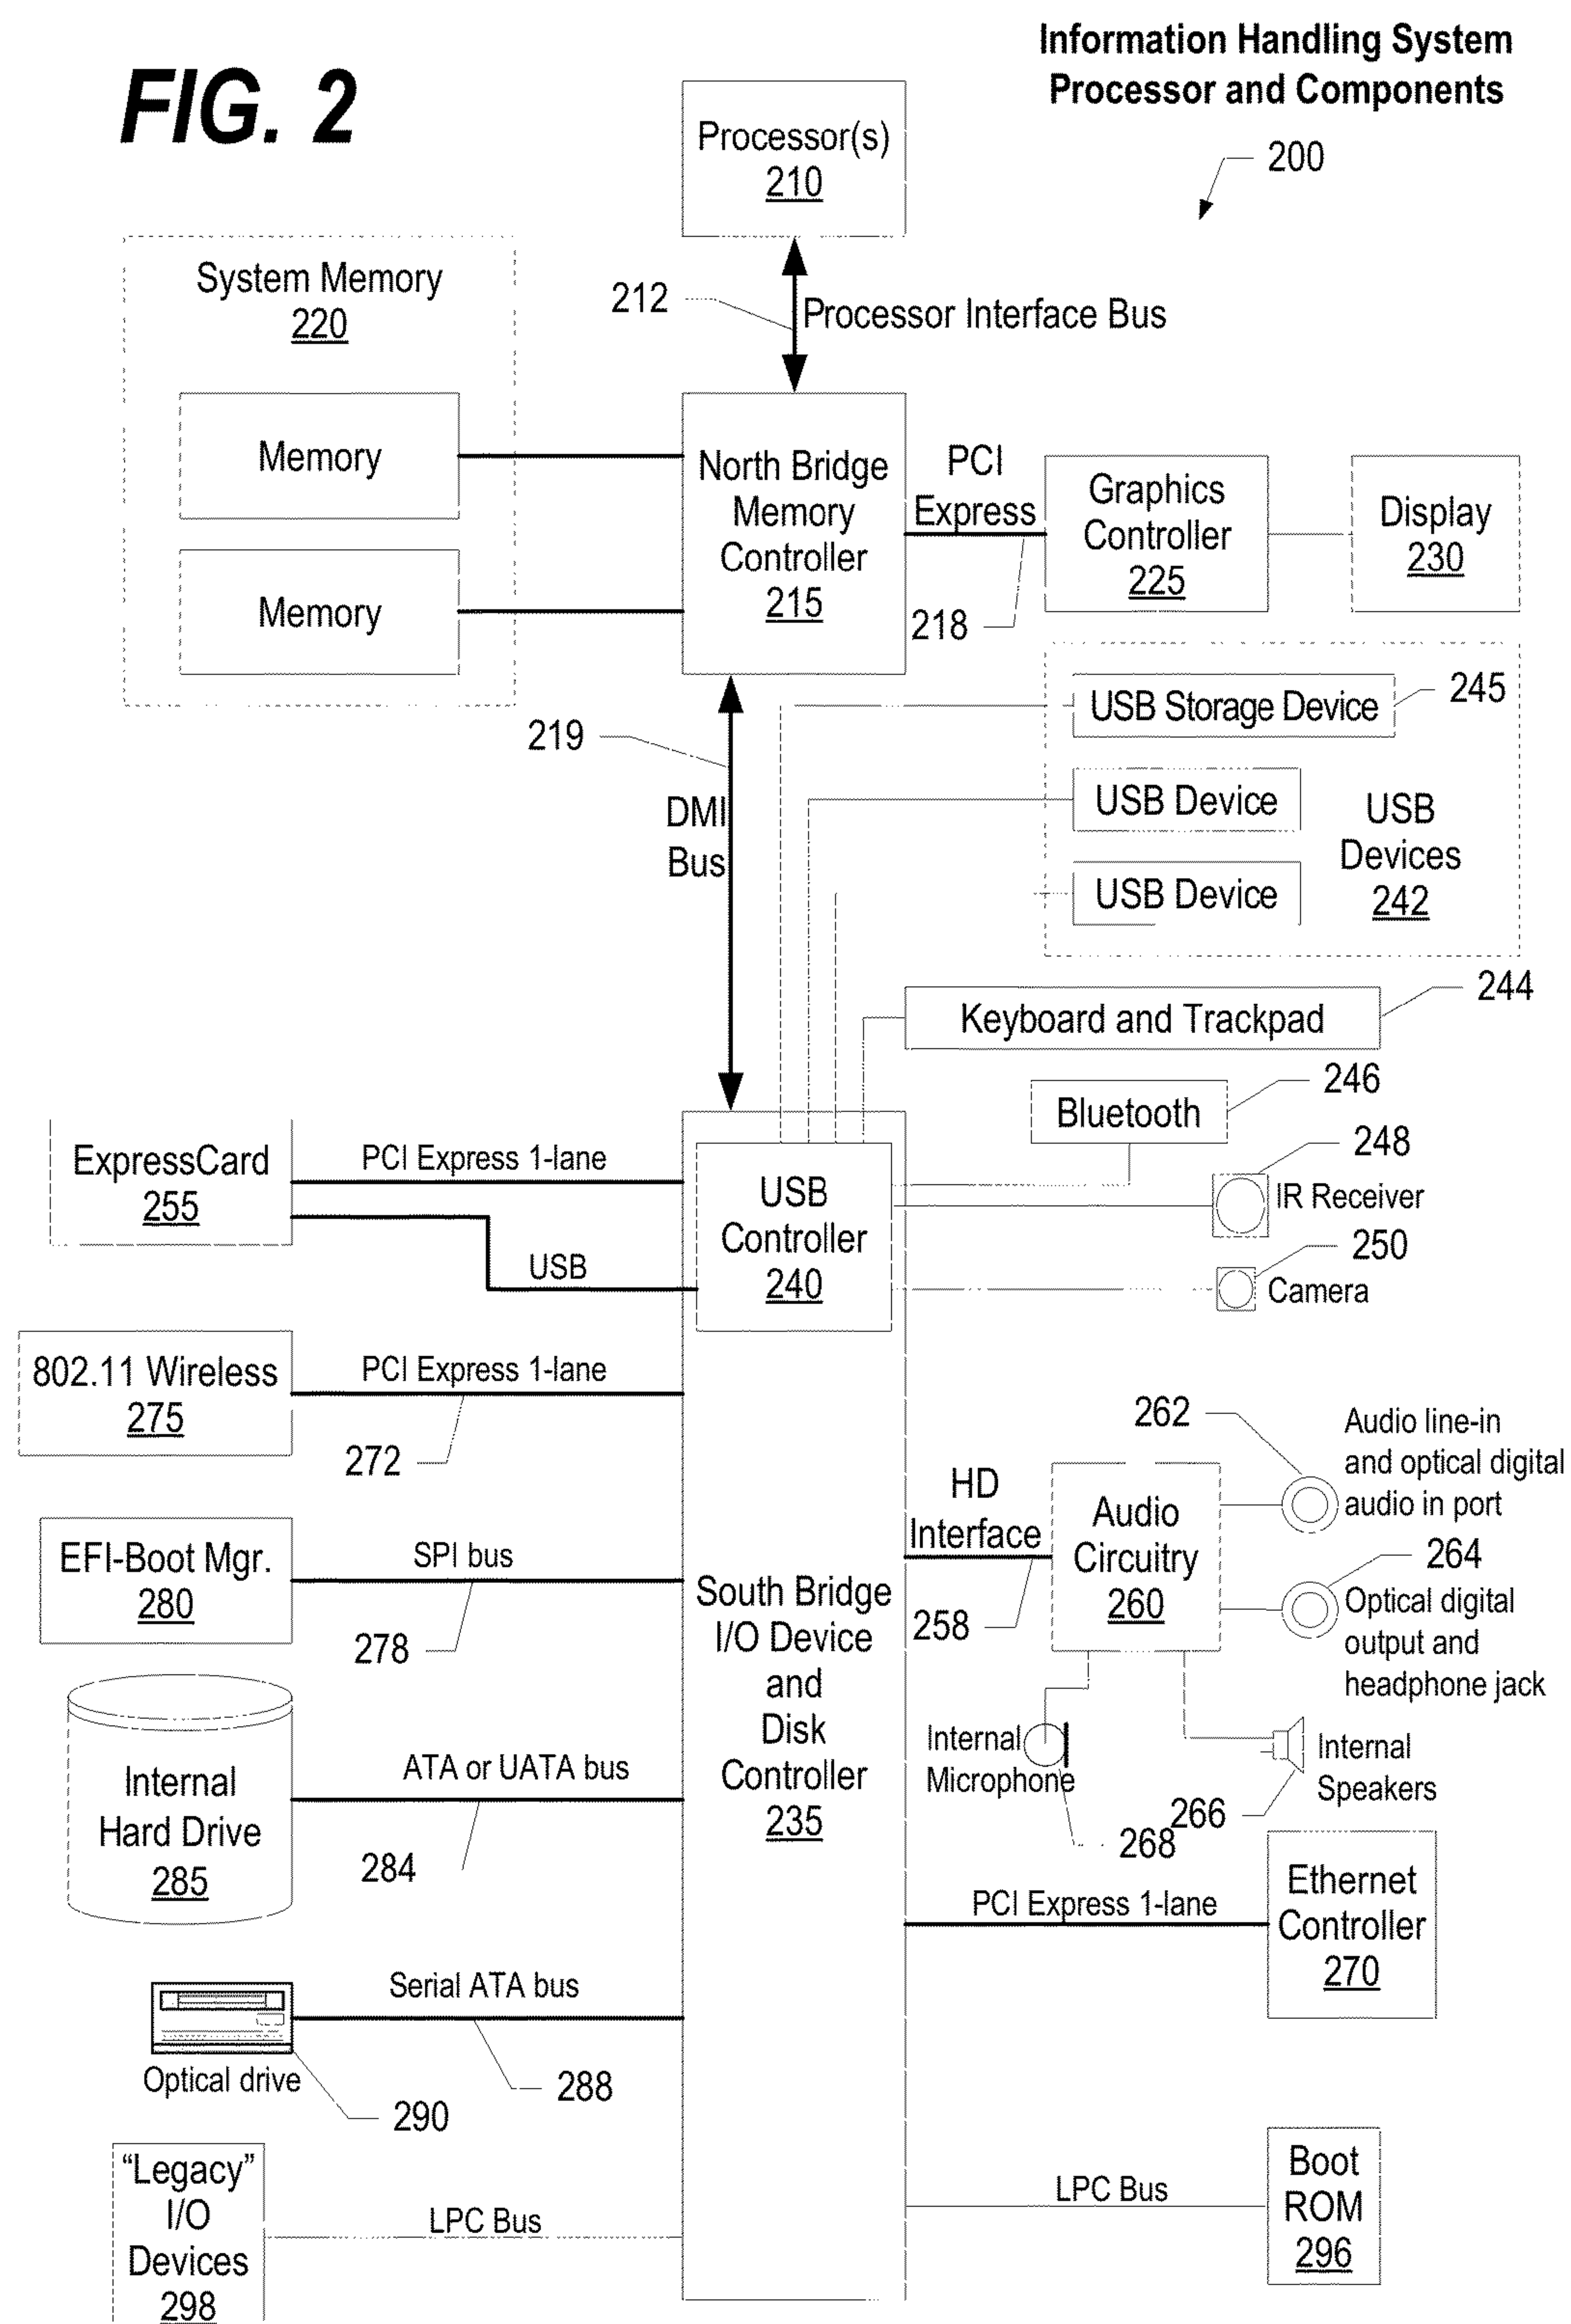 FIG. 2
Information Handling System
Processor and Components
200
Processor(s)
210
212
Processor Interface Bus
System Memory
220
Memory
Memory
North Bridge
Memory
Controller
215
PCI
Express
218
Graphics
Controller
225
Display
230
219
DMI
Bus
USB Storage Device
245
USB Device
USB Device
USB
Devices
242
Keyboard and Trackpad
244
Bluetooth
246
248
IR Receiver
250
Camera
ExpressCard
255
PCI Express 1-lane
USB
USB
Controller
240
802.11 Wireless
275
PCI Express 1-lane
272
EFI-Boot Mgr.
280
SPI bus
278
South Bridge
I/O Device
and
Disk
Controller
235
HD
Interface
258
Audio
Circuitry
260
262
Audio line-in
and optical digital
audio in port
264
Optical digital
output and
headphone jack
Internal
Microphone
268
Internal
Speakers
266
Internal
Hard Drive
285
ATA or UATA bus
284
PCI Express 1-lane
Ethernet
Controller
270
Serial ATA bus
288
Optical drive
290
"Legacy"
I/O
Devices
298
LPC Bus
LPC Bus
Boot
ROM
296